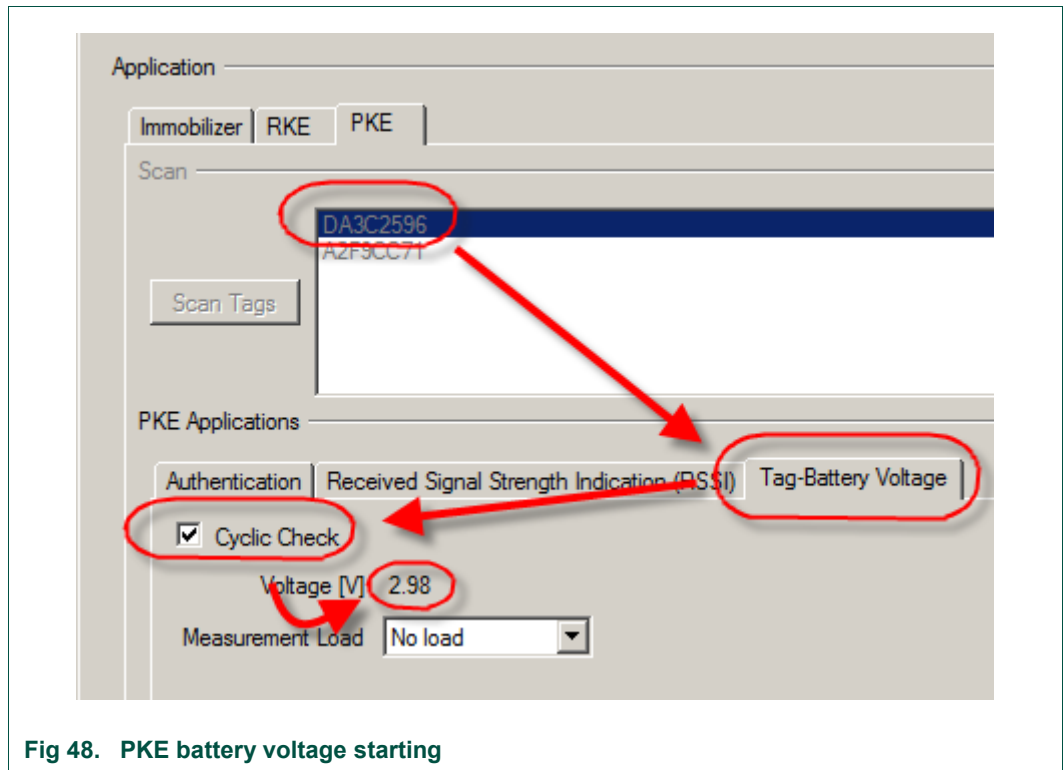 Application
Immobilizer RKE PKE
Scan
DA3C2596
A2F9CC71
Scan Tags
PKE Applications
Authentication Received Signal Strength Indication (RSSI) Tag-Battery Voltage
Cyclic Check
Voltage [V] 2.98
Measurement Load No load
Fig 48. PKE battery voltage starting